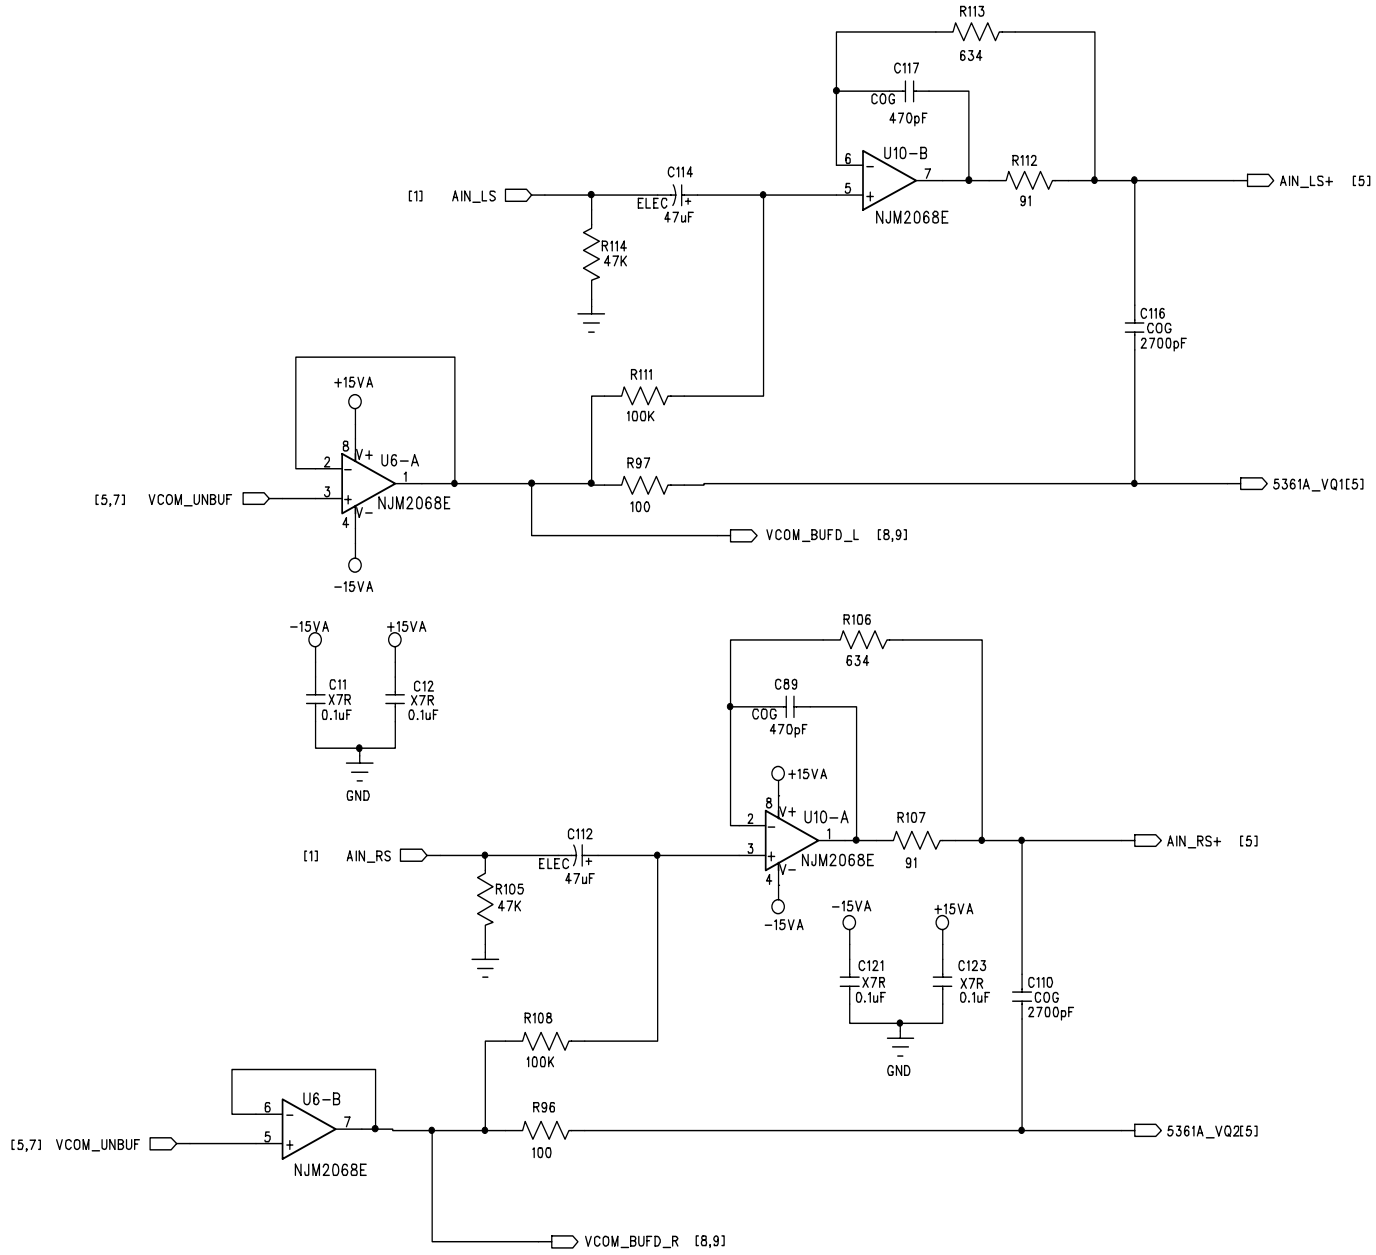 R113
634
C117
COG
470pF
U10-B
6
-
5
+
7
NJM2068E
R112
91
AIN_LS+ [5]
[1] AIN_LS
C114
ELEC
+
47uF
R114
47K
C116
COG
2700pF
R111
100K
+15VA
8
V+
U6-A
2
-
1
3
+
NJM2068E
4
V-
-15VA
[5,7] VCOM_UNBUF
R97
100
5361A_VQ1[5]
VCOM_BUFD_L [8,9]
-15VA
+15VA
C11
X7R
0.1uF
C12
X7R
0.1uF
GND
R106
634
C89
COG
470pF
+15VA
8
V+
U10-A
2
-
1
3
+
NJM2068E
4
V-
-15VA
R107
91
AIN_RS+ [5]
[1] AIN_RS
C112
ELEC
+
47uF
R105
47K
-15VA
+15VA
C121
X7R
0.1uF
C123
X7R
0.1uF
GND
C110
COG
2700pF
R108
100K
U6-B
6
-
7
5
+
NJM2068E
[5,7] VCOM_UNBUF
R96
100
5361A_VQ2[5]
VCOM_BUFD_R [8,9]